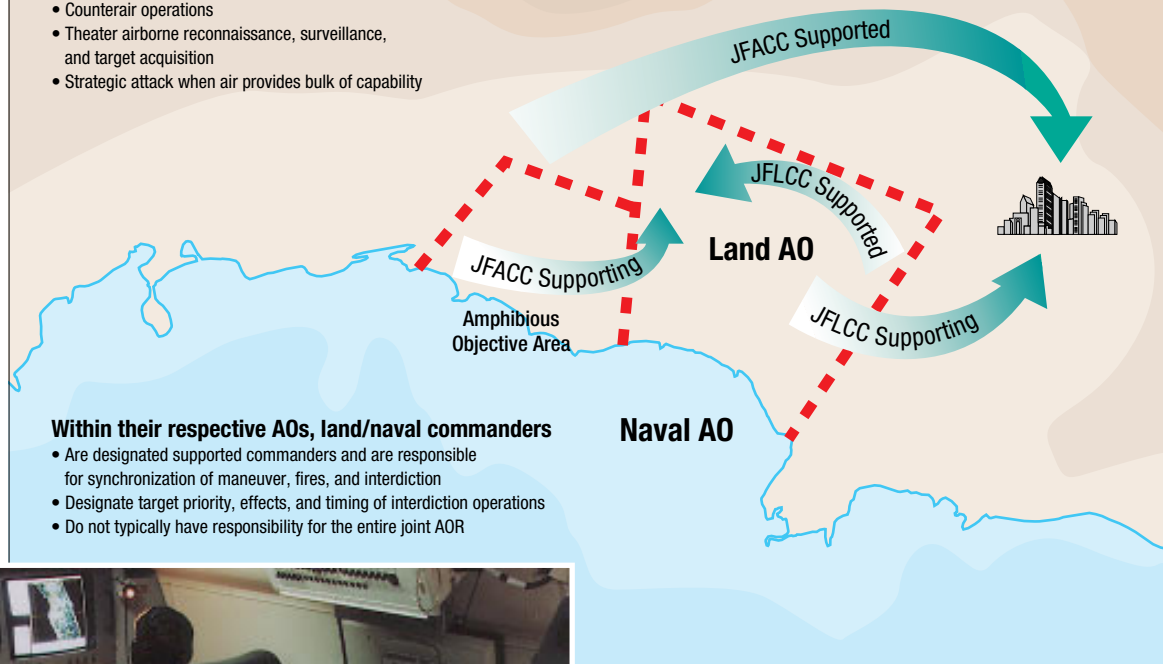 • Counterair operations
• Theater airborne reconnaissance, surveillance,
and target acquisition
• Strategic attack when air provides bulk of capability
JFACC Supported
JFLCC Supported
Land AO
JFACC Supporting
JFLCC Supporting
Amphibious
Objective Area
Naval AO
Within their respective AOs, land/naval commanders
• Are designated supported commanders and are responsible
for synchronization of maneuver, fires, and interdiction
• Designate target priority, effects, and timing of interdiction operations
• Do not typically have responsibility for the entire joint AOR